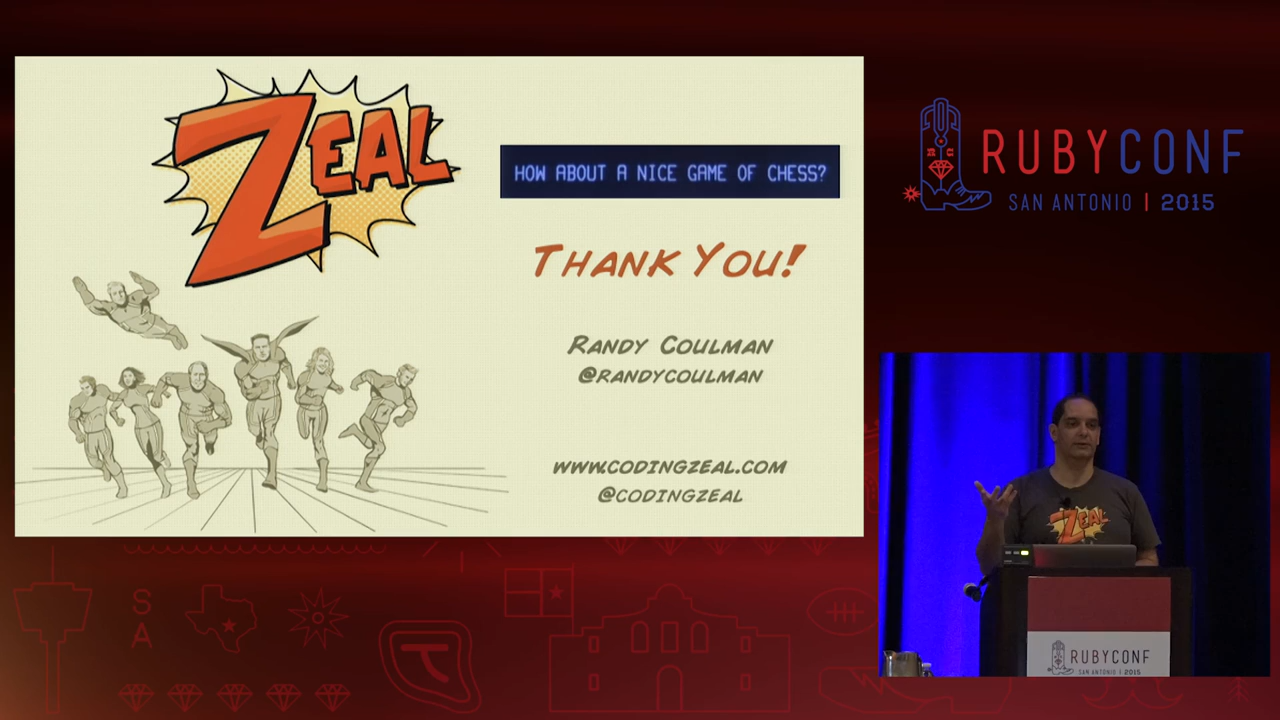 ZEAL
HOW ABOUT A NICE GAME OF CHESS?
THANK YOU!
RANDY COULMAN
@RANDYCOULMAN
WWW.CODINGZEAL.COM
@CODINGZEAL
RUBYCONF
SAN ANTONIO | 2015
R C
S
A
ZEAL
RUBYCONF
SAN ANTONIO | 2015